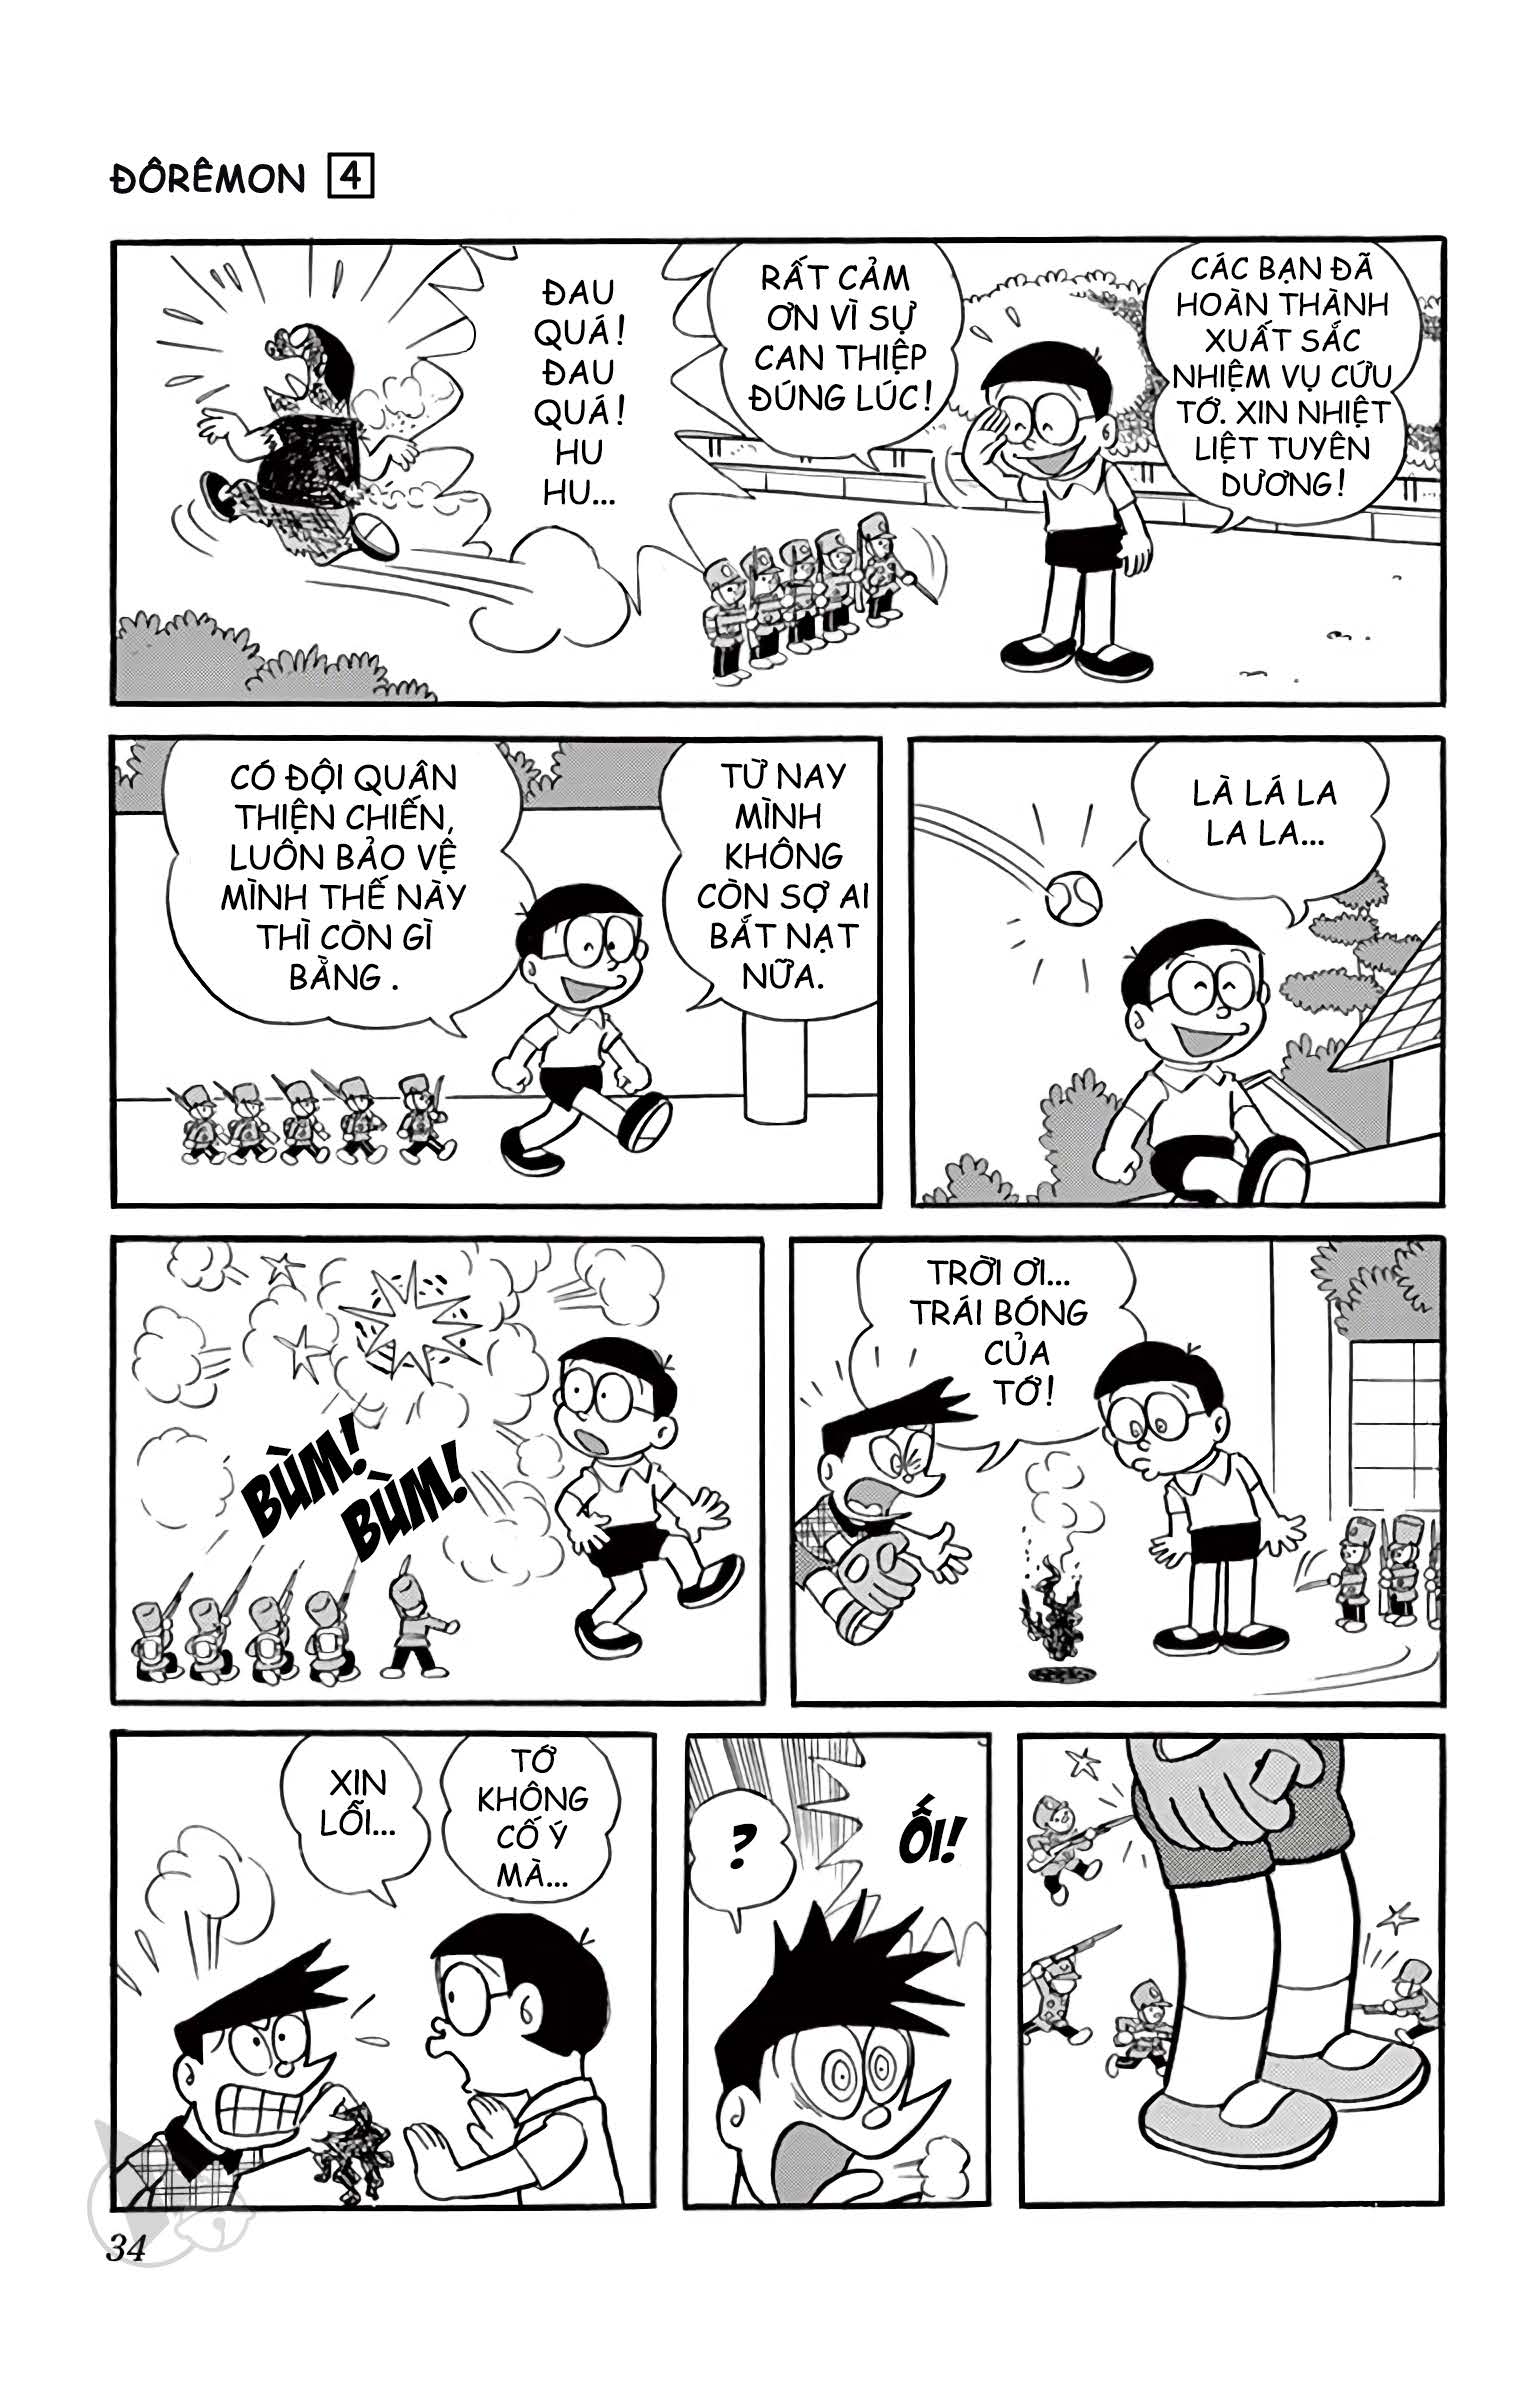 ĐÔRÊMON 4
ĐAU
QUÁ!
ĐAU
QUÁ!
HU
HU...
RẤT CẢM
ƠN VÌ SỰ
CAN THIỆP
ĐÚNG LÚC!
CÁC BẠN ĐÃ
HOÀN THÀNH
XUẤT SẮC
NHIỆM VỤ CỨU
TỚ. XIN NHIỆT
LIỆT TUYÊN
DƯƠNG!
CÓ ĐỘI QUÂN
THIỆN CHIẾN,
LUÔN BẢO VỆ
MÌNH THẾ NÀY
THÌ CÒN GÌ
BẰNG .
TỪ NAY
MÌNH
KHÔNG
CÒN SỢ AI
BẮT NẠT
NỮA.
LÀ LÁ LA
LA LA...
BÙM!
BÙM!
TRỜI ƠI...
TRÁI BÓNG
CỦA
TỚ!
XIN
LỖI...
TỚ
KHÔNG
CỐ Ý
MÀ...
?
ỐI!
34